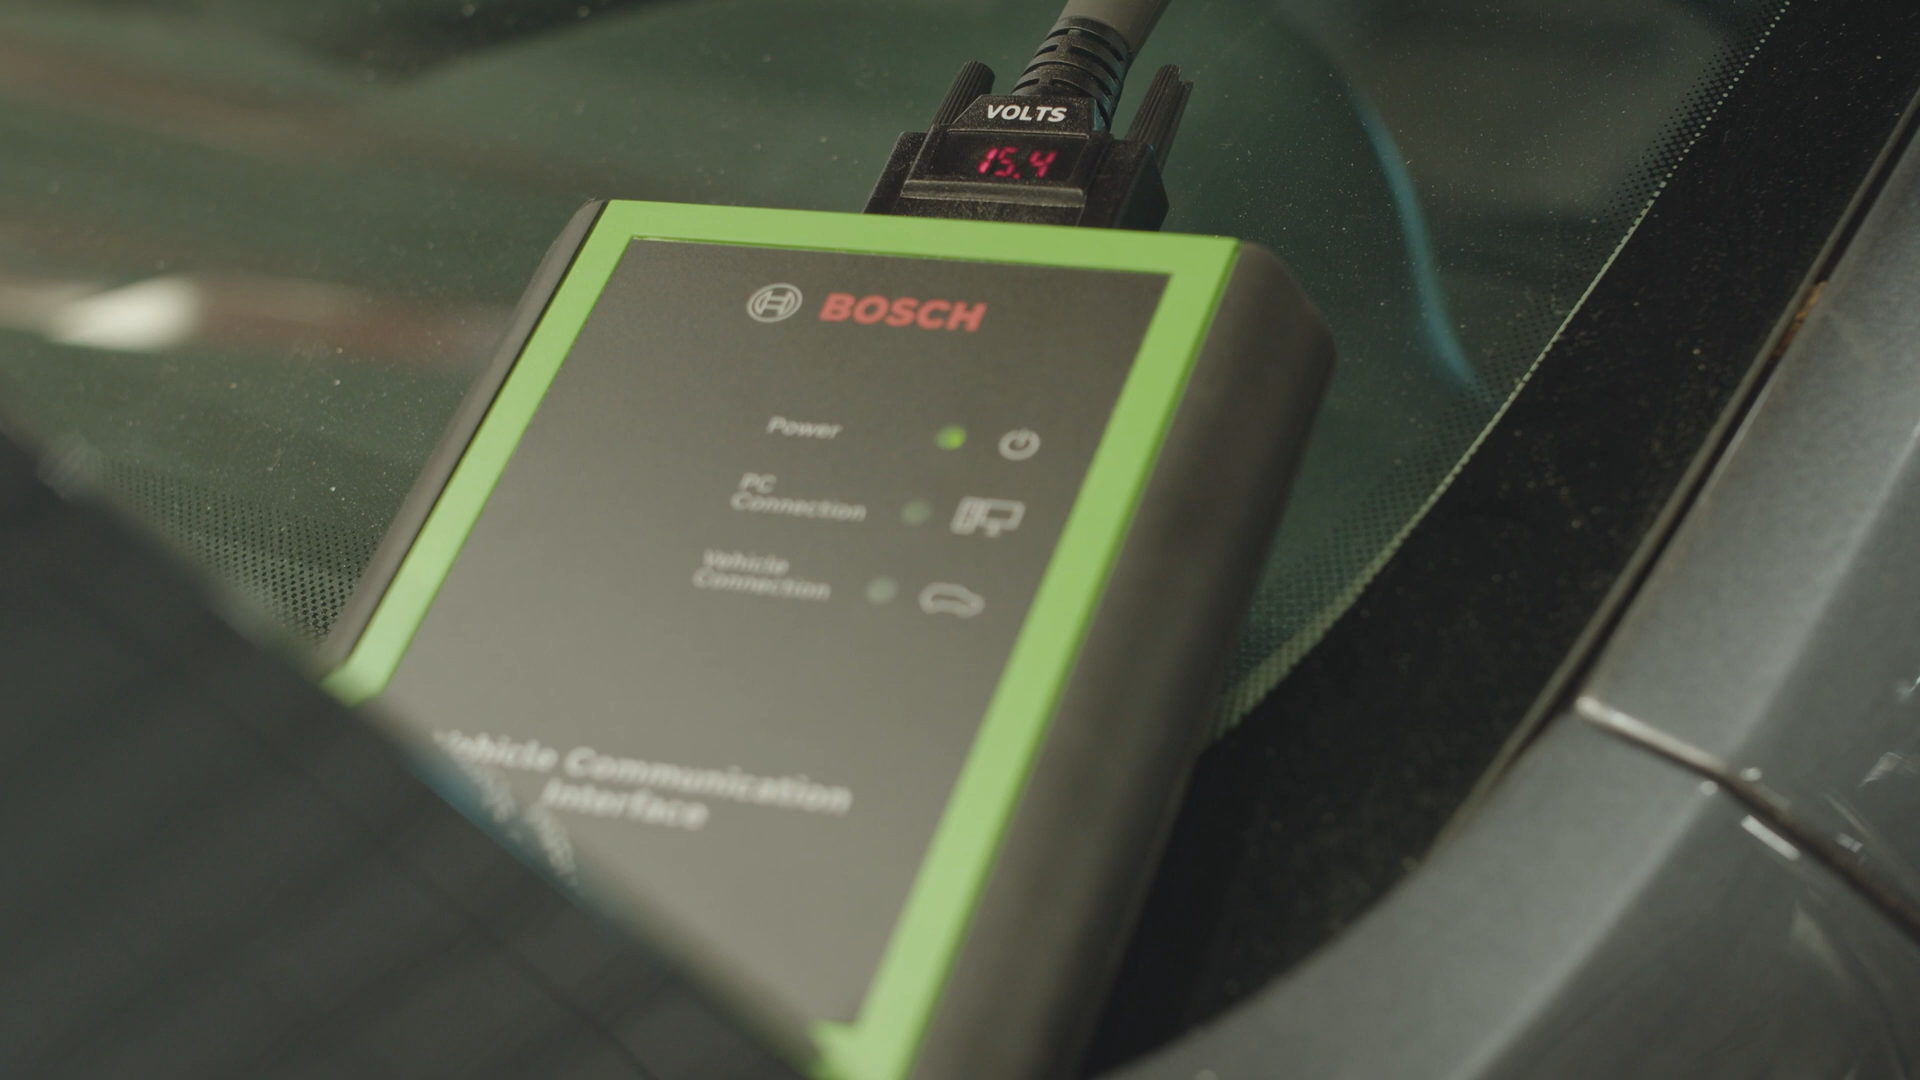 VOLTS
15.4
BOSCH
Power
PC
Connection
Vehicle
Connection
Vehicle Communication
Interface